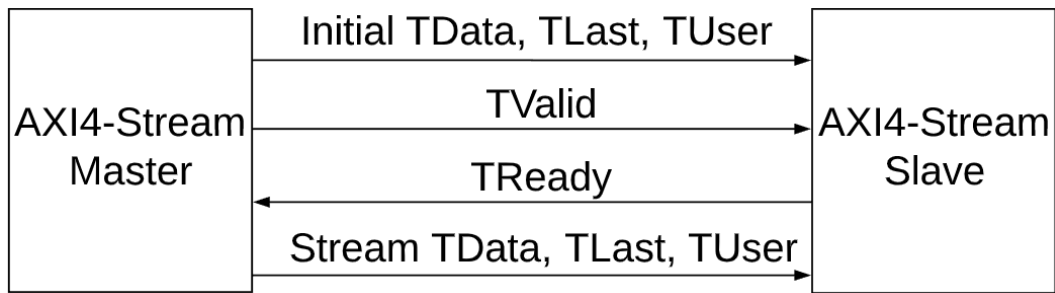 Initial TData, TLast, TUser
AXI4-Stream
Master
TValid
TReady
Stream TData, TLast, TUser
AXI4-Stream
Slave